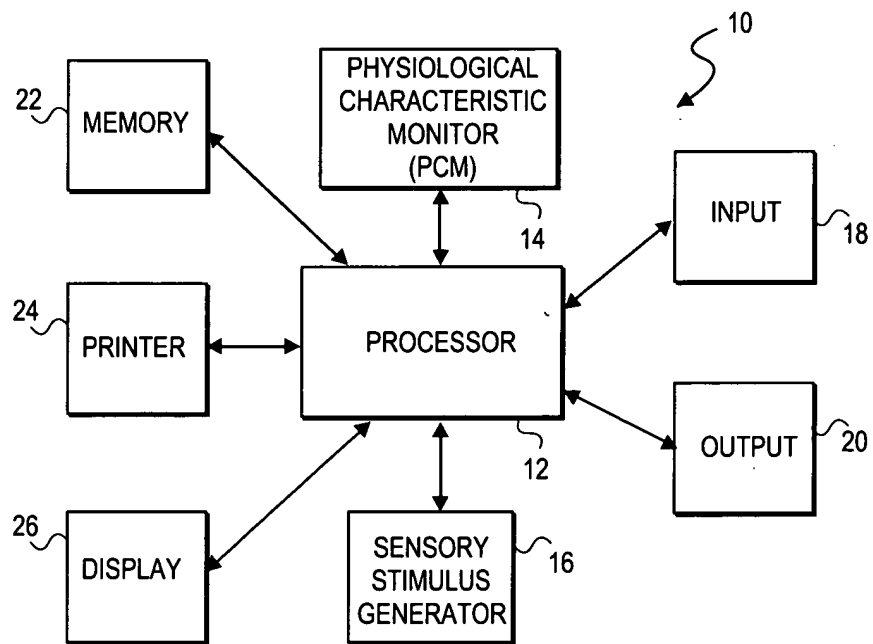 10
22
MEMORY
PHYSIOLOGICAL
CHARACTERISTIC
MONITOR
(PCM)
14
INPUT
18
24
PRINTER
PROCESSOR
12
OUTPUT
20
26
DISPLAY
SENSORY
STIMULUS
GENERATOR
16